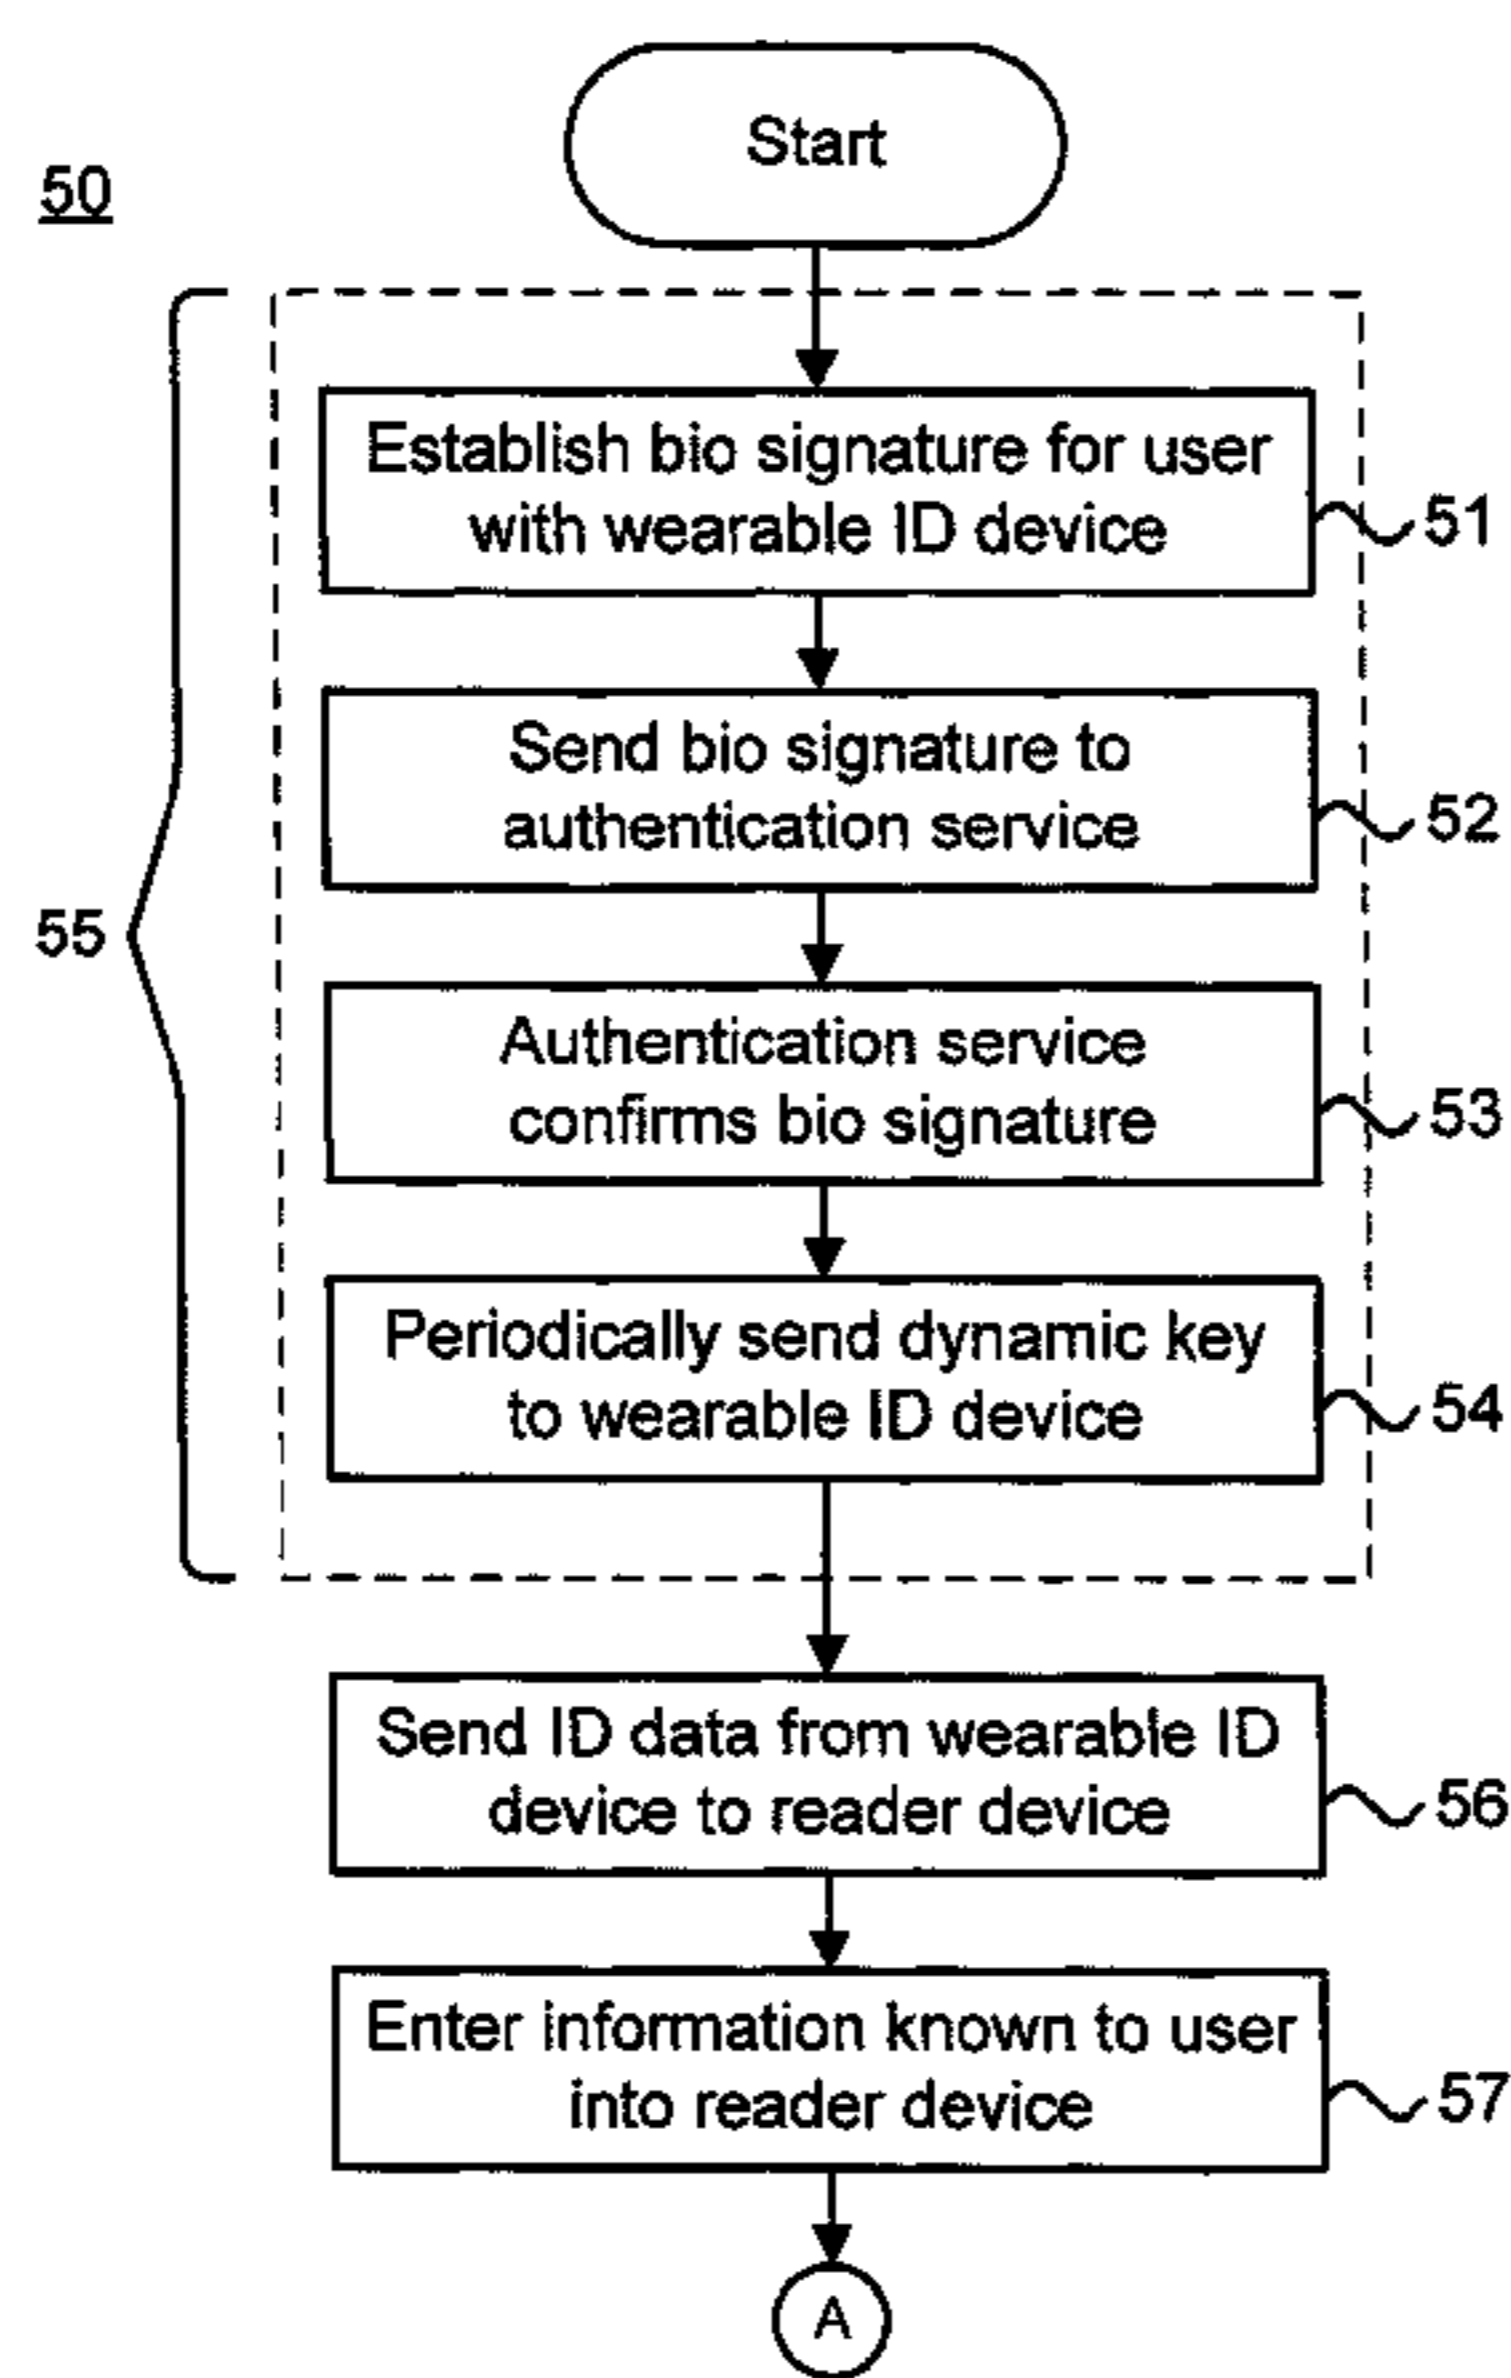 Start
50
Establish bio signature for user
with wearable ID device
51
Send bio signature to
authentication service
52
55
Authentication service
confirms bio signature
53
Periodically send dynamic key
to wearable ID device
54
Send ID data from wearable ID
device to reader device
56
Enter information known to user
into reader device
57
A